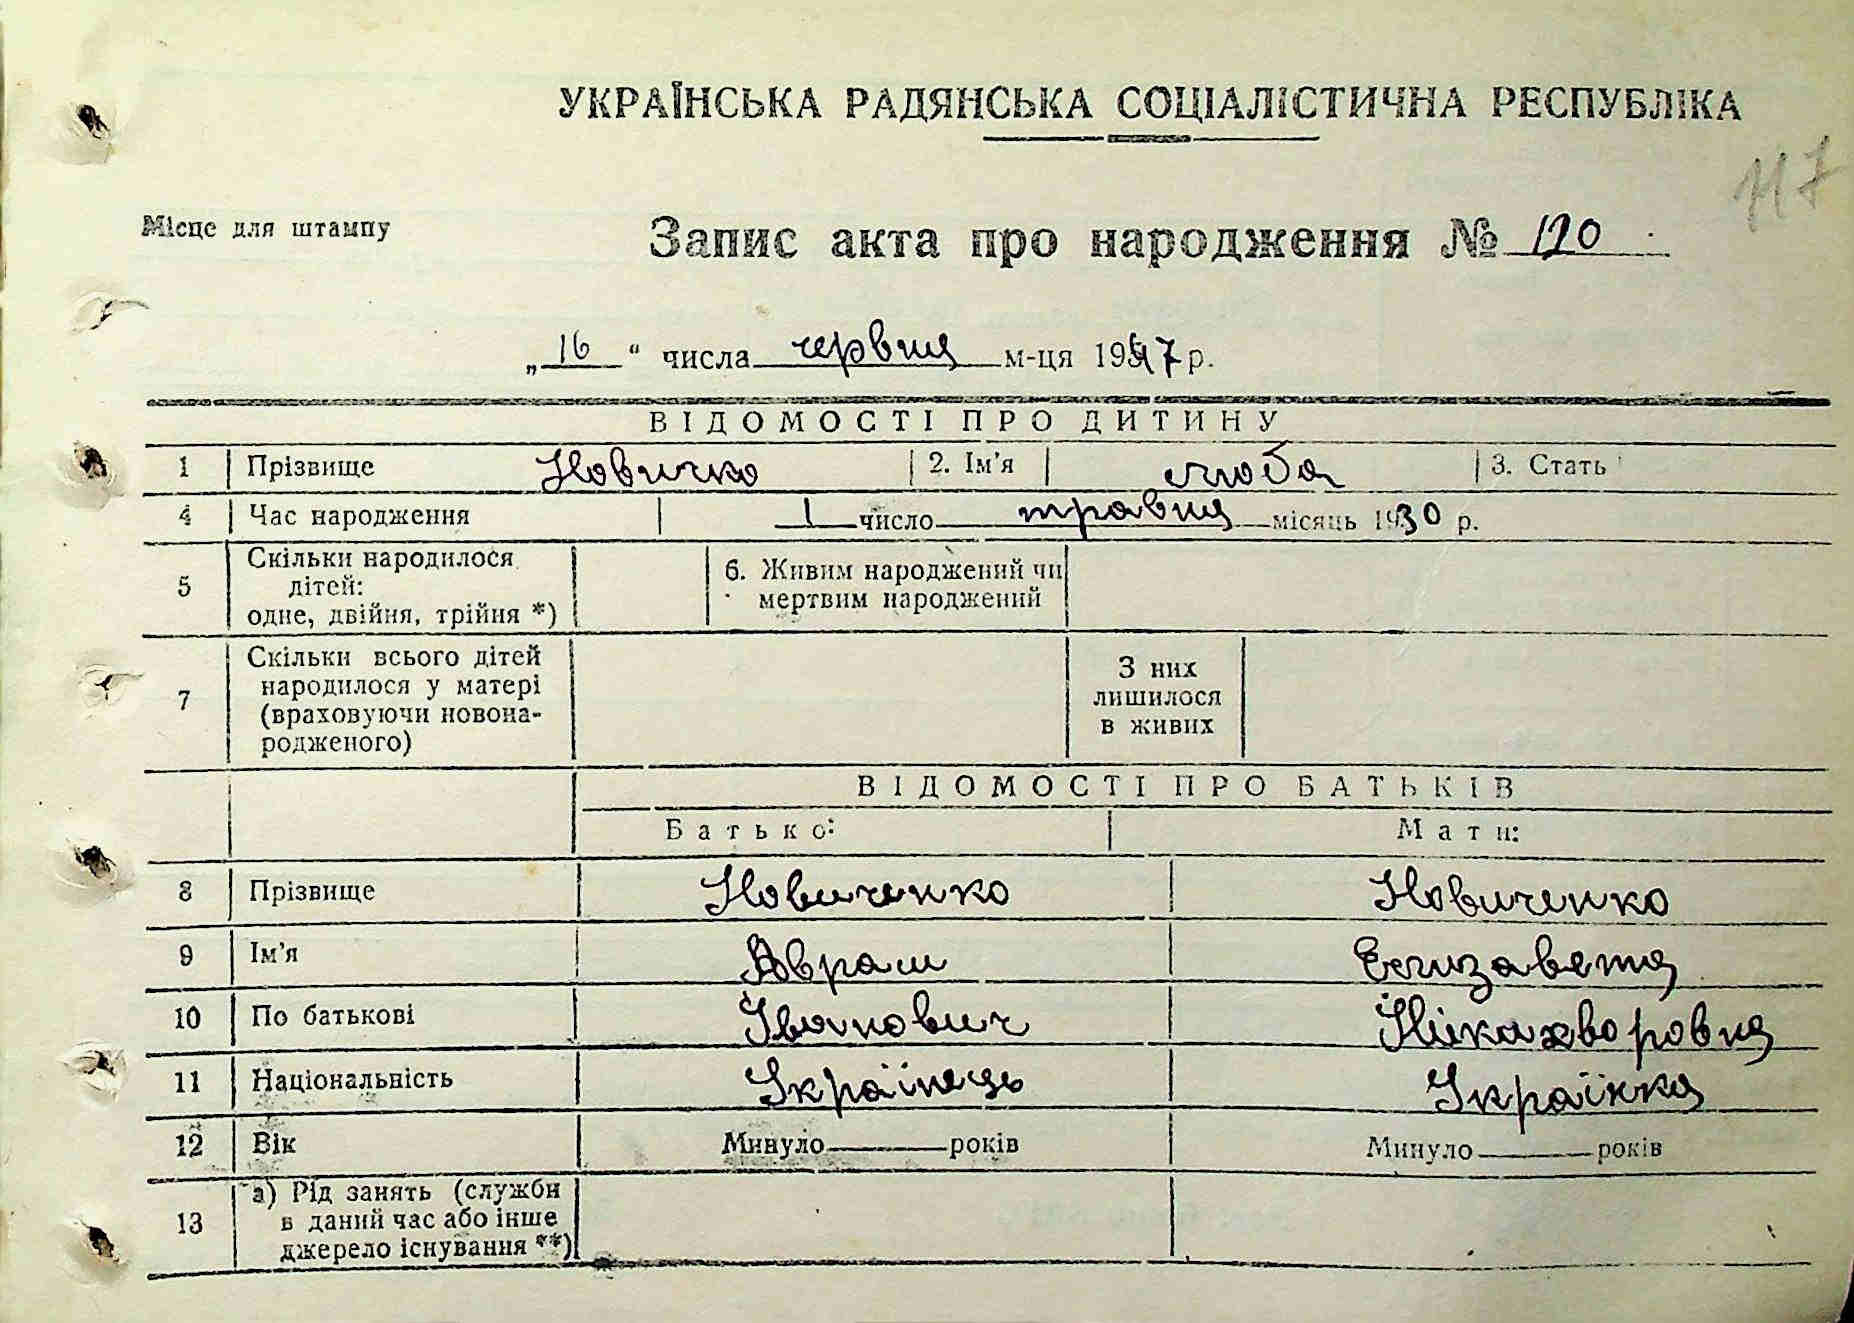 УКРАЇНСЬКА РАДЯНСЬКА СОЦІАЛІСТИЧНА РЕСПУБЛІКА
117
Місце для штампу
Запис акта про народження № 120
„ 16 “ числа червня м-ця 1947 р.
ВІДОМОСТІ ПРО ДИТИНУ
1 Прізвище Новичко 2. Ім'я Люба 3. Стать
4 Час народження 1 число травня місяць 1930 р.
5 Скільки народилося дітей: одне, двійня, трійня *) 6. Живим народжений чи мертвим народжений
7 Скільки всього дітей народилося у матері (враховуючи новонародженого) З них лишилося в живих
ВІДОМОСТІ ПРО БАТЬКІВ
Батько: Мати:
8 Прізвище Новиченко Новиченко
9 Ім'я Аврам Єлизавета
10 По батькові Іванович Нікахворовна
11 Національність Українець Українка
12 Вік Минуло років Минуло років
13 а) Рід занять (служби в даний час або інше джерело існування **)